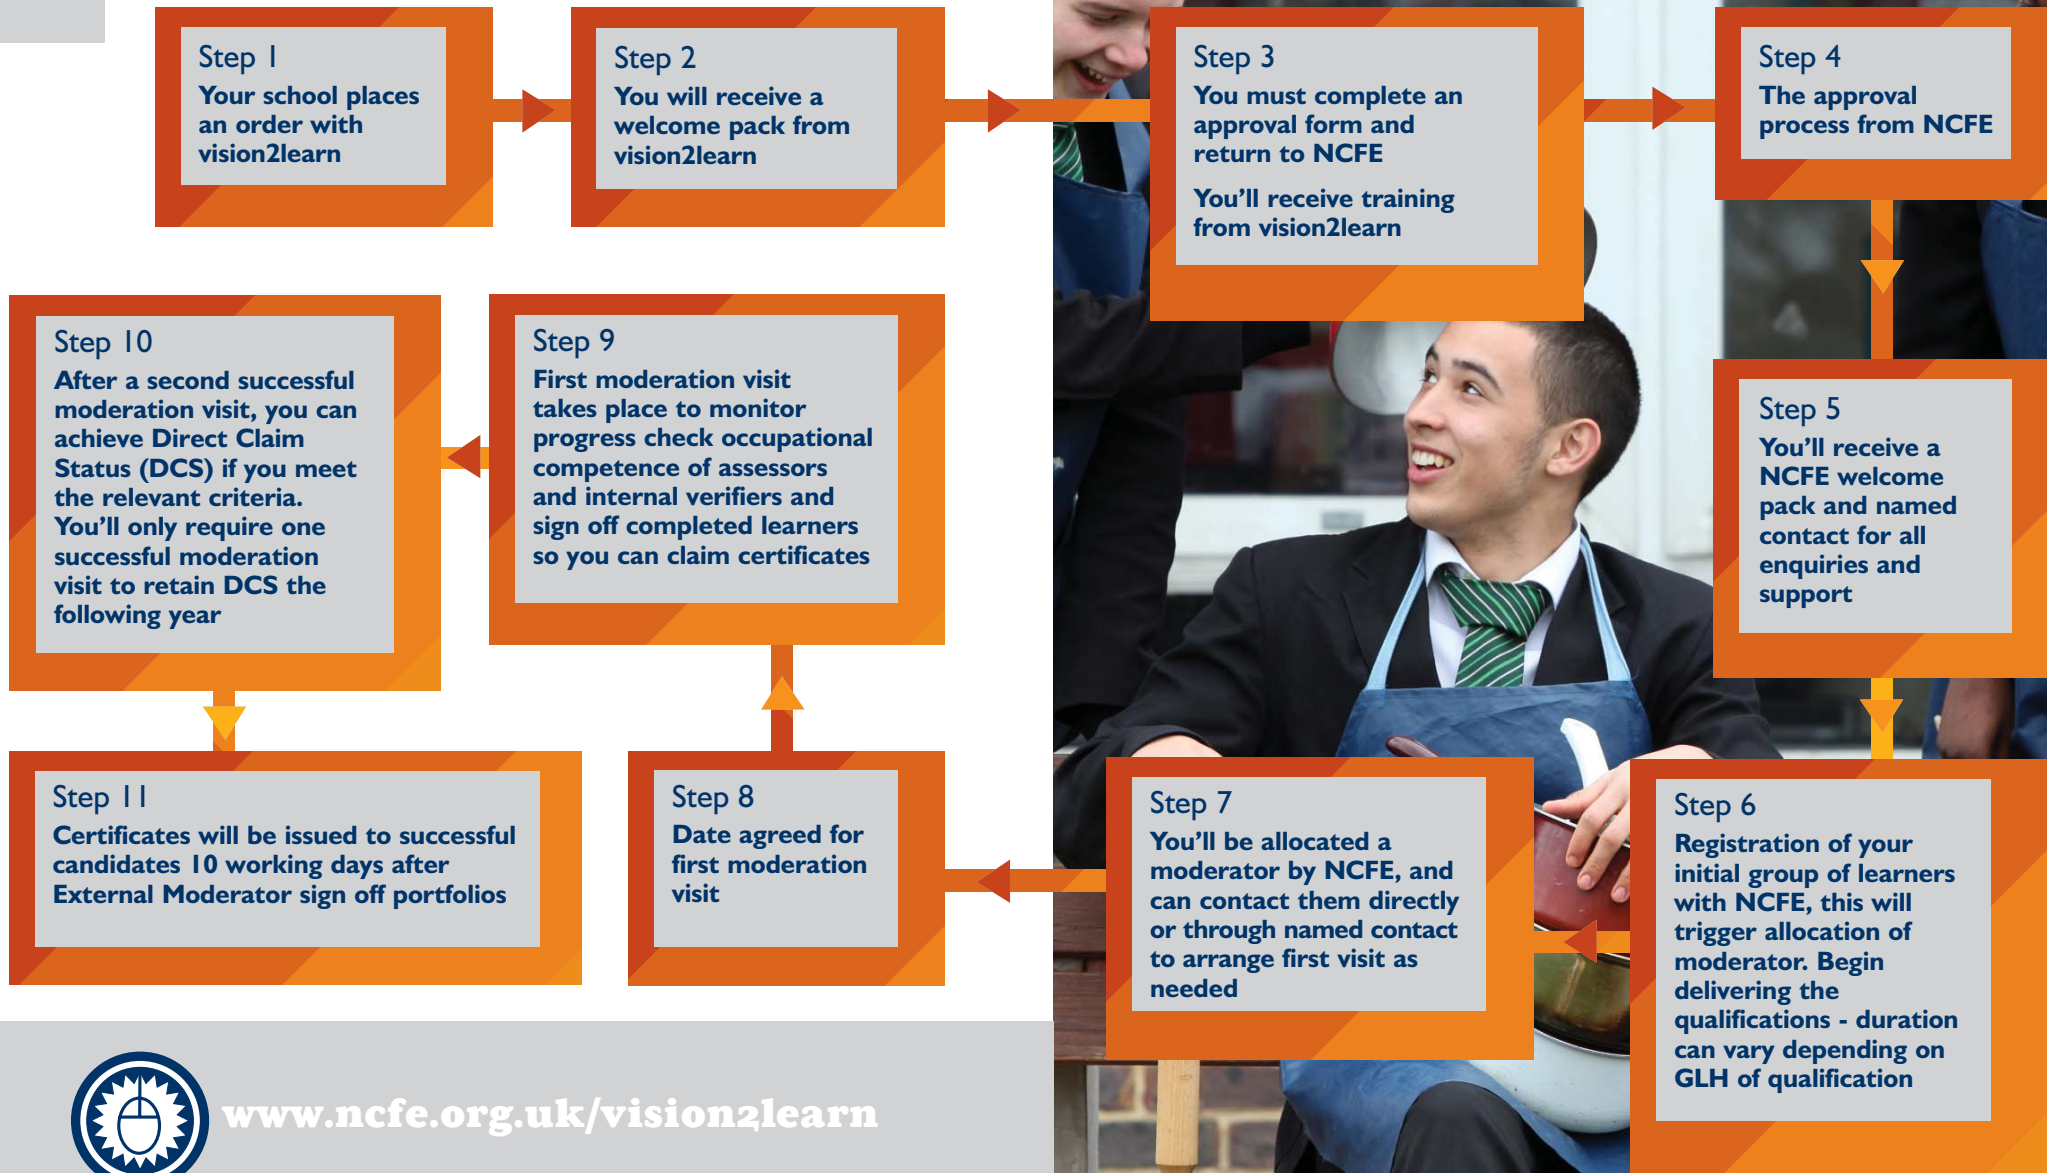 Step 1
Your school places
an order with
vision2learn
Step 2
You will receive a
welcome pack from
vision2learn
Step 3
You must complete an
approval form and
return to NCFE
You’ll receive training
from vision2learn
Step 4
The approval
process from NCFE
Step 5
You’ll receive a
NCFE welcome
pack and named
contact for all
enquiries and
support
Step 6
Registration of your
initial group of learners
with NCFE, this will
trigger allocation of
moderator. Begin
delivering the
qualifications - duration
can vary depending on
GLH of qualification
Step 7
You’ll be allocated a
moderator by NCFE, and
can contact them directly
or through named contact
to arrange first visit as
needed
Step 8
Date agreed for
first moderation
visit
Step 9
First moderation visit
takes place to monitor
progress check occupational
competence of assessors
and internal verifiers and
sign off completed learners
so you can claim certificates
Step 10
After a second successful
moderation visit, you can
achieve Direct Claim
Status (DCS) if you meet
the relevant criteria.
You’ll only require one
successful moderation
visit to retain DCS the
following year
Step 11
Certificates will be issued to successful
candidates 10 working days after
External Moderator sign off portfolios
www.ncfe.org.uk/vision2learn